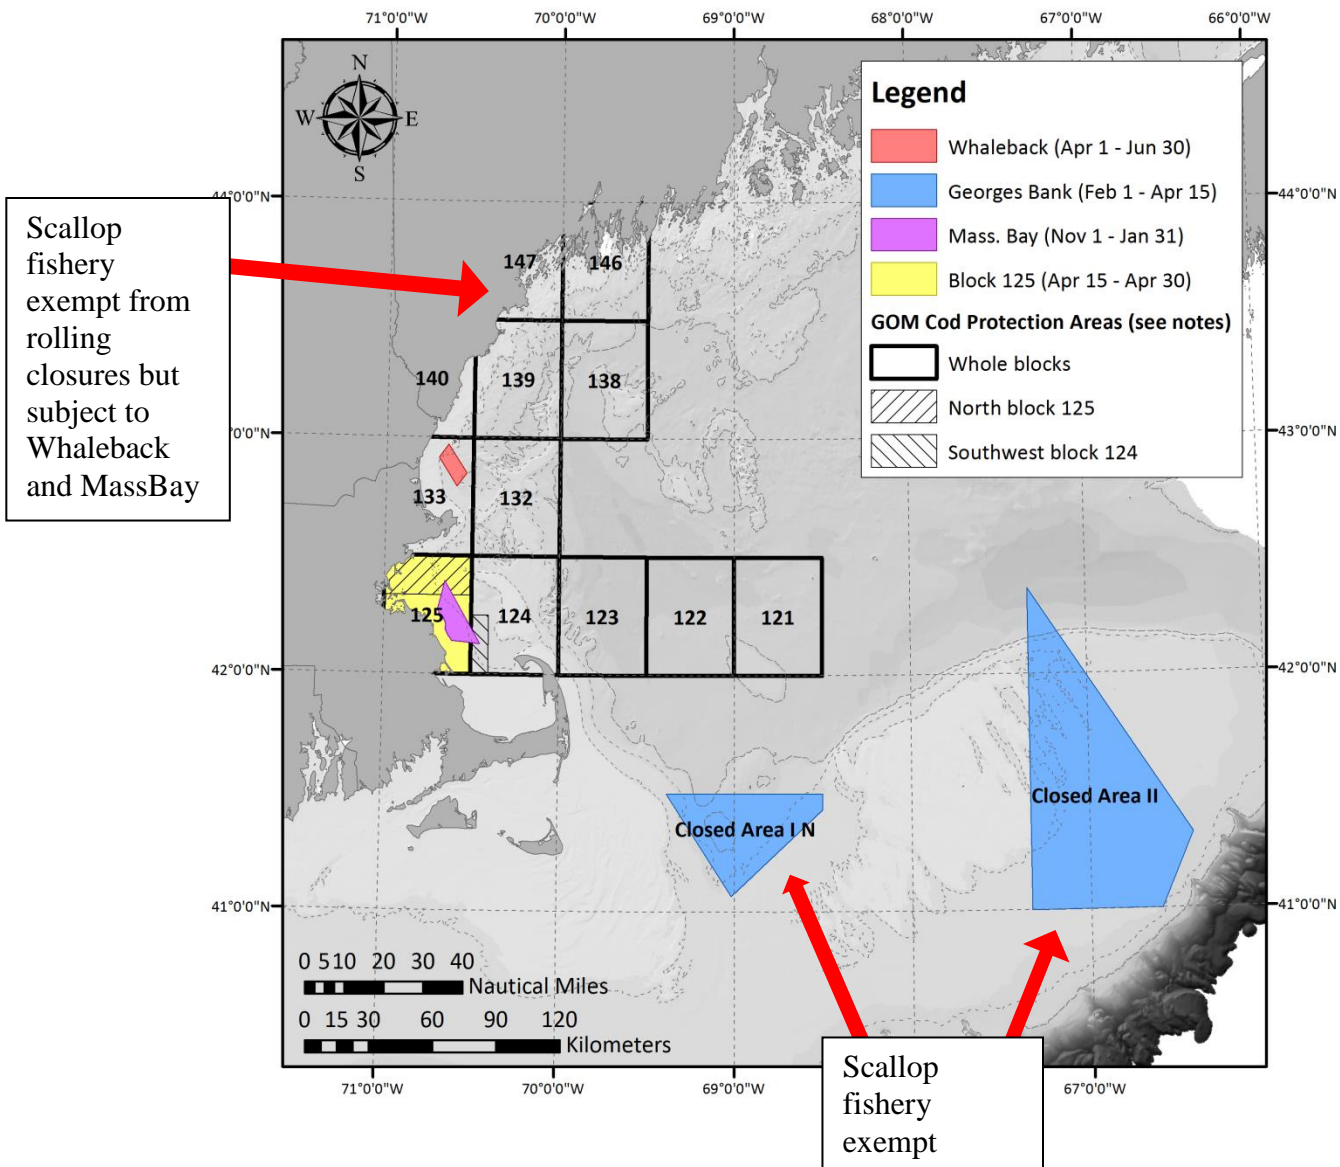 71°0'0"W
70°0'0"W
69°0'0"W
68°0'0"W
67°0'0"W
66°0'0"W
N
W
E
S
Legend
Whaleback (Apr 1 - Jun 30)
Georges Bank (Feb 1 - Apr 15)
Mass. Bay (Nov 1 - Jan 31)
Block 125 (Apr 15 - Apr 30)
GOM Cod Protection Areas (see notes)
Whole blocks
North block 125
Southwest block 124
44°0'0"N
44°0'0"N
Scallop
fishery
exempt from
rolling
closures but
subject to
Whaleback
and MassBay
147
146
140
139
138
0'0"N
43°0'0"N
133
132
125
124
123
122
121
42°0'0"N
42°0'0"N
Closed Area I N
Closed Area II
41°0'0"N
41°0'0"N
0 5 10 20 30 40
Nautical Miles
0 15 30 60 90 120
Kilometers
Scallop
fishery
exempt
71°0'0"W
70°0'0"W
69°0'0"W
67°0'0"W